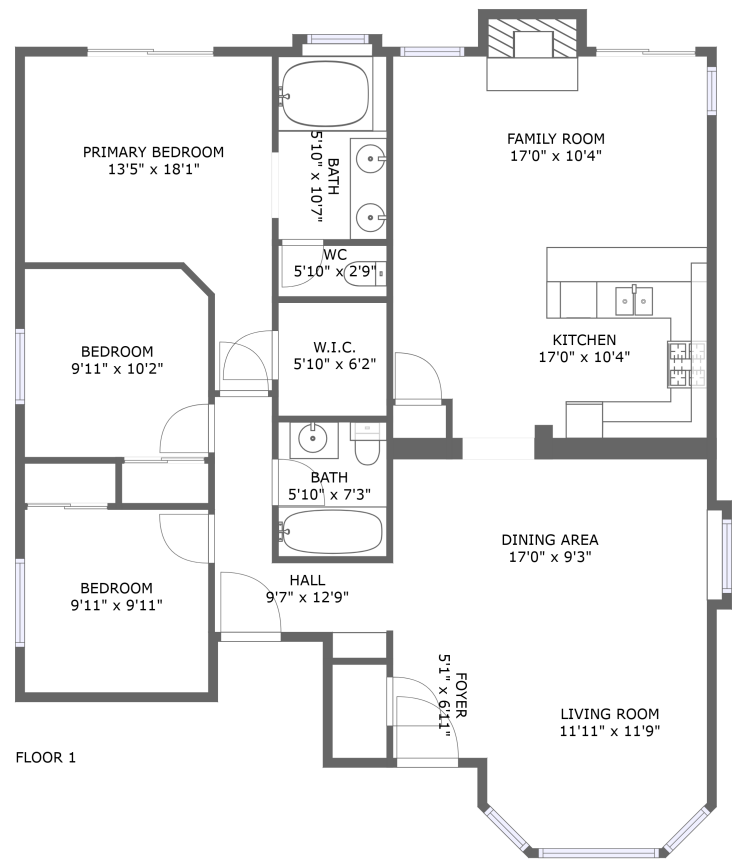 PRIMARY BEDROOM
13'5" x 18'1"
BATH
5'10" x 10'7"
FAMILY ROOM
17'0" x 10'4"
WC
5'10" x 2'9"
BEDROOM
9'11" x 10'2"
W.I.C.
5'10" x 6'2"
KITCHEN
17'0" x 10'4"
BATH
5'10" x 7'3"
DINING AREA
17'0" x 9'3"
BEDROOM
9'11" x 9'11"
HALL
9'7" x 12'9"
FOYER
5'1" x 6'11"
LIVING ROOM
11'11" x 11'9"
FLOOR 1